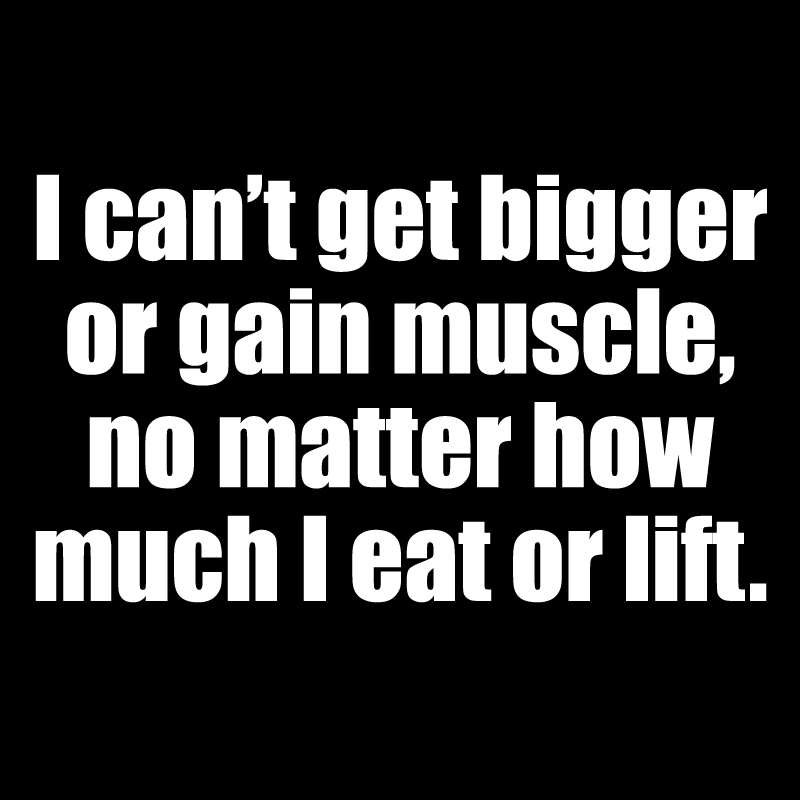 I can’t get bigger
or gain muscle,
no matter how
much I eat or lift.